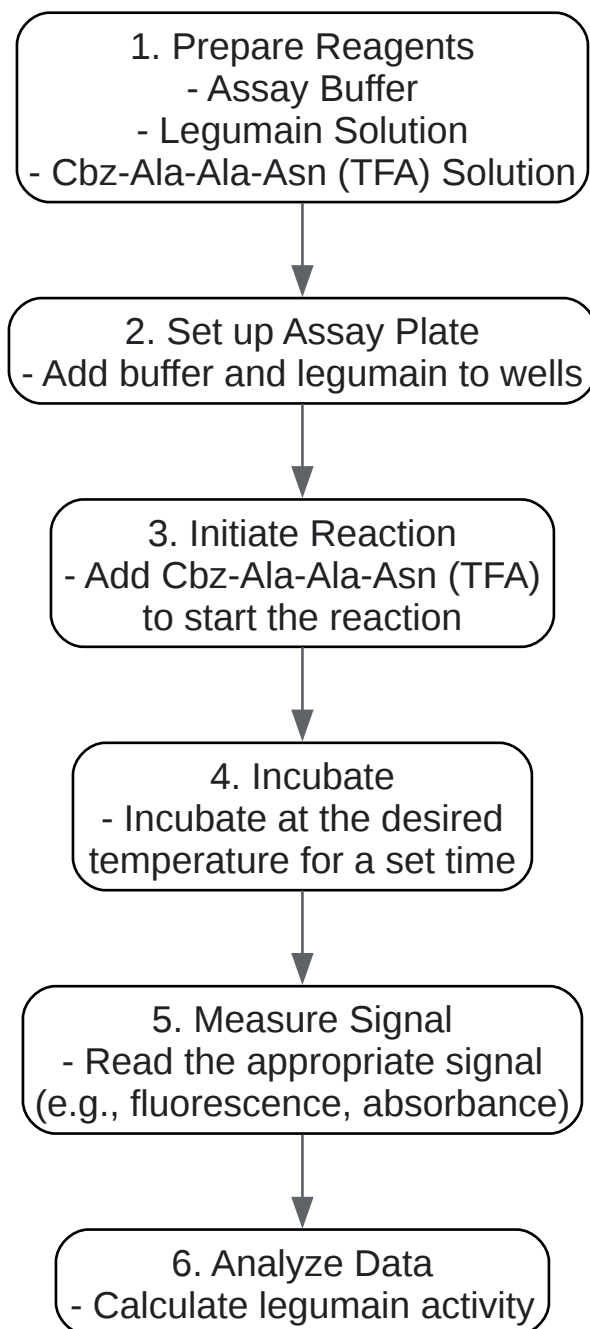 1. Prepare Reagents
- Assay Buffer
- Legumain Solution
- Cbz-Ala-Ala-Asn (TFA) Solution
2. Set up Assay Plate
- Add buffer and legumain to wells
3. Initiate Reaction
- Add Cbz-Ala-Ala-Asn (TFA)
to start the reaction
4. Incubate
- Incubate at the desired
temperature for a set time
5. Measure Signal
- Read the appropriate signal
(e.g., fluorescence, absorbance)
6. Analyze Data
- Calculate legumain activity